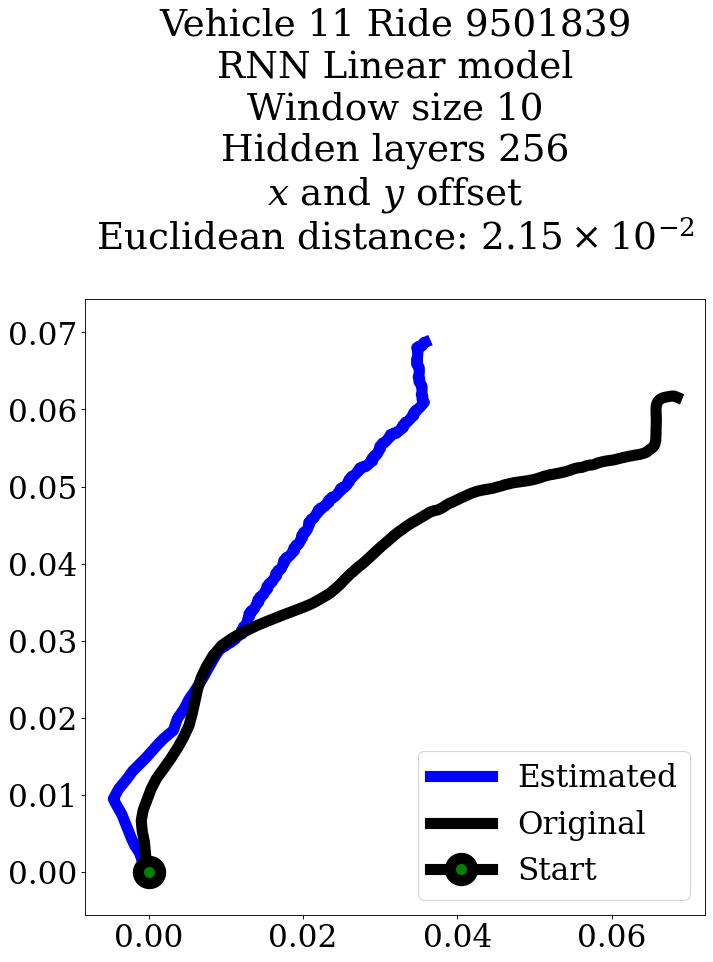 Vehicle 11 Ride 9501839
RNN Linear model
Window size 10
Hidden layers 256
x and y offset
Euclidean distance: 2.15 × 10⁻²
0.07
0.06
0.05
0.04
0.03
0.02
0.01
0.00
Estimated
Original
Start
0.00 0.02 0.04 0.06